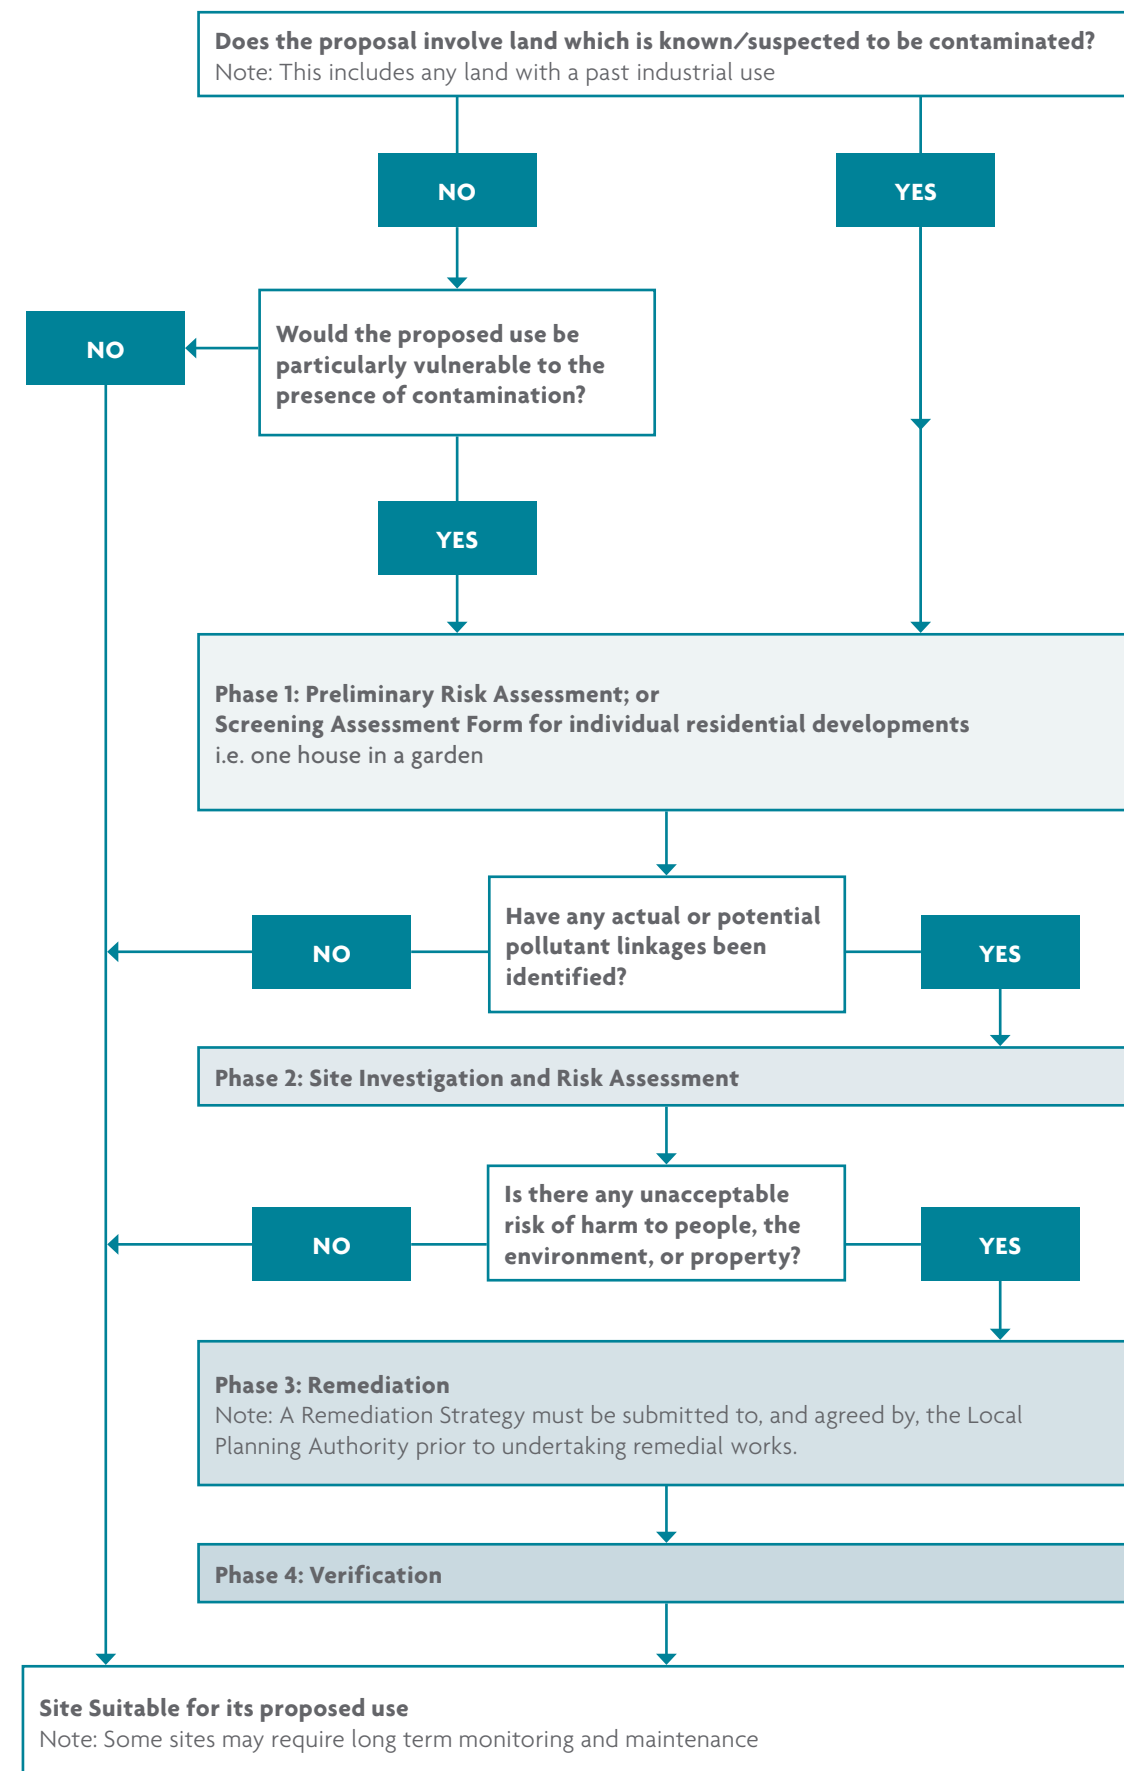 Does the proposal involve land which is known/suspected to be contaminated?
Note: This includes any land with a past industrial use
NO
YES
NO
Would the proposed use be
particularly vulnerable to the
presence of contamination?
YES
Phase 1: Preliminary Risk Assessment; or
Screening Assessment Form for individual residential developments
i.e. one house in a garden
Have any actual or potential
pollutant linkages been
identified?
NO
YES
Phase 2: Site Investigation and Risk Assessment
Is there any unacceptable
risk of harm to people, the
environment, or property?
NO
YES
Phase 3: Remediation
Note: A Remediation Strategy must be submitted to, and agreed by, the Local
Planning Authority prior to undertaking remedial works.
Phase 4: Verification
Site Suitable for its proposed use
Note: Some sites may require long term monitoring and maintenance